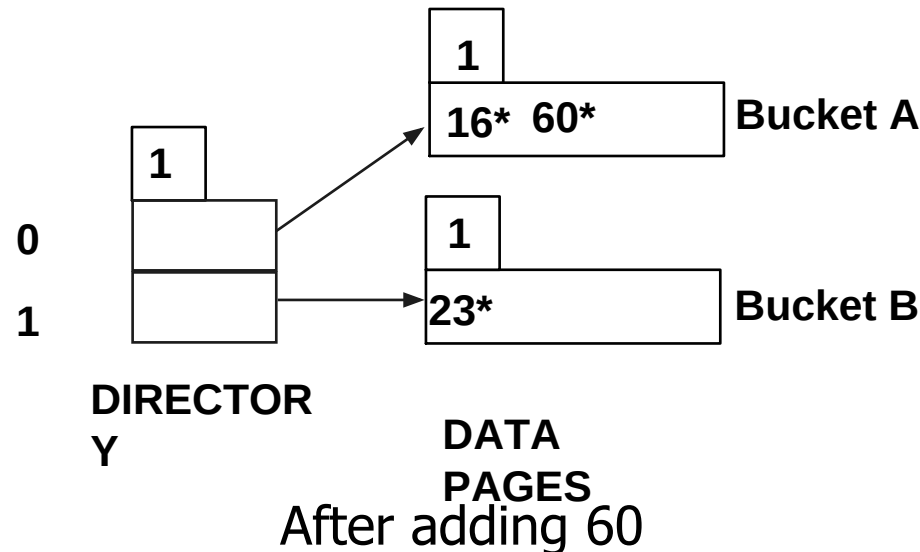 1
16* 60*
Bucket A
1
0
1
23*
Bucket B
1
DIRECTOR
Y
DATA
PAGES
After adding 60